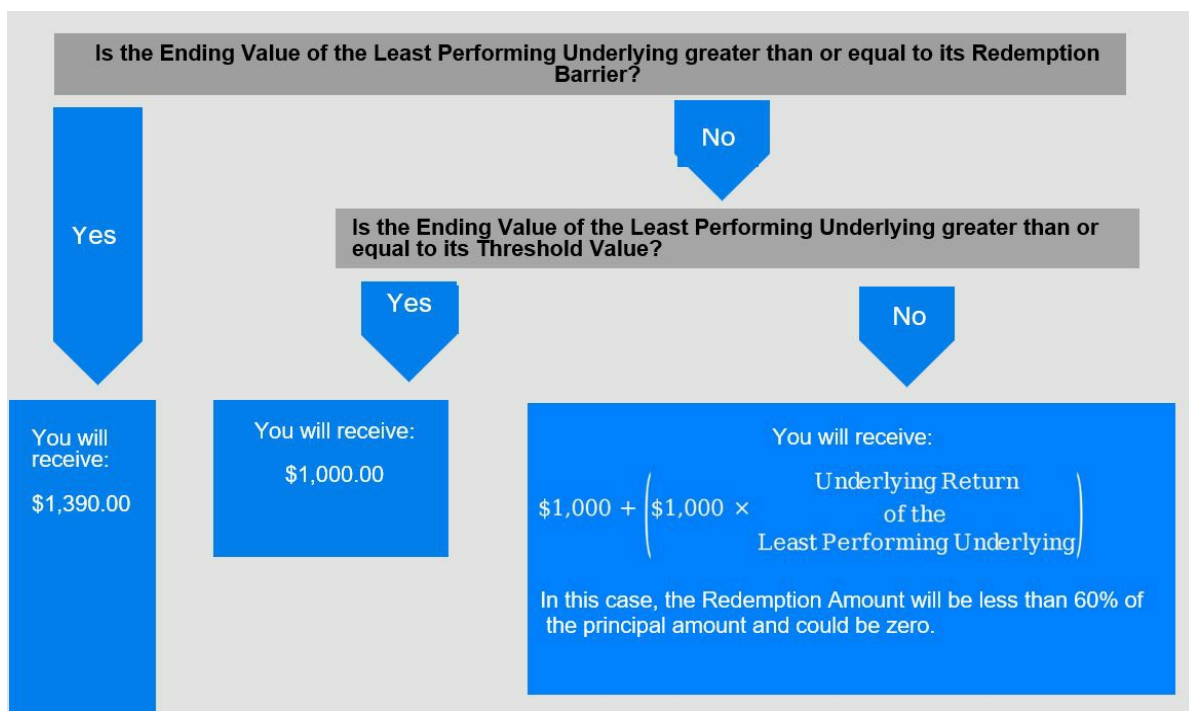 Is the Ending Value of the Least Performing Underlying greater than or equal to its Redemption
Barrier?
No
Yes
Is the Ending Value of the Least Performing Underlying greater than or
equal to its Threshold Value?
Yes
No
You will
receive:
$1,390.00
You will receive:
$1,000.00
You will receive:
$1,000 + ($1,000 × Underlying Return
of the
Least Performing Underlying)
In this case, the Redemption Amount will be less than 60% of
the principal amount and could be zero.